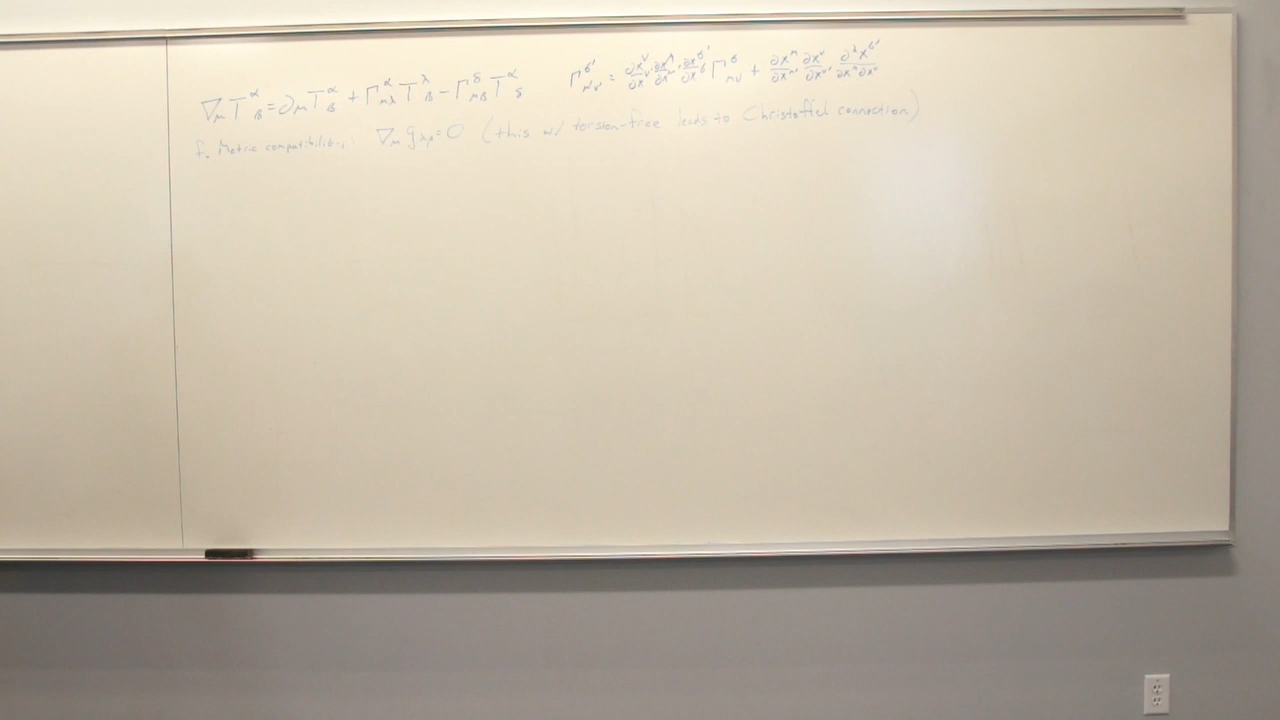 ∇_μ T^α_β = ∂_μ T^α_β + Γ^α_μλ T^λ_β - Γ^δ_μβ T^α_δ    Γ^σ'_μ'ν' = ∂x^ν/∂x^ν' ∂x^μ/∂x^μ' ∂x^σ'/∂x^σ Γ^σ_μν + ∂x^μ/∂x^μ' ∂x^ν/∂x^ν' ∂²x^σ'/∂x^μ∂x^ν
f. Metric compatibility: ∇_μ g_λρ = 0 (this w/ torsion-free leads to Christoffel connection)